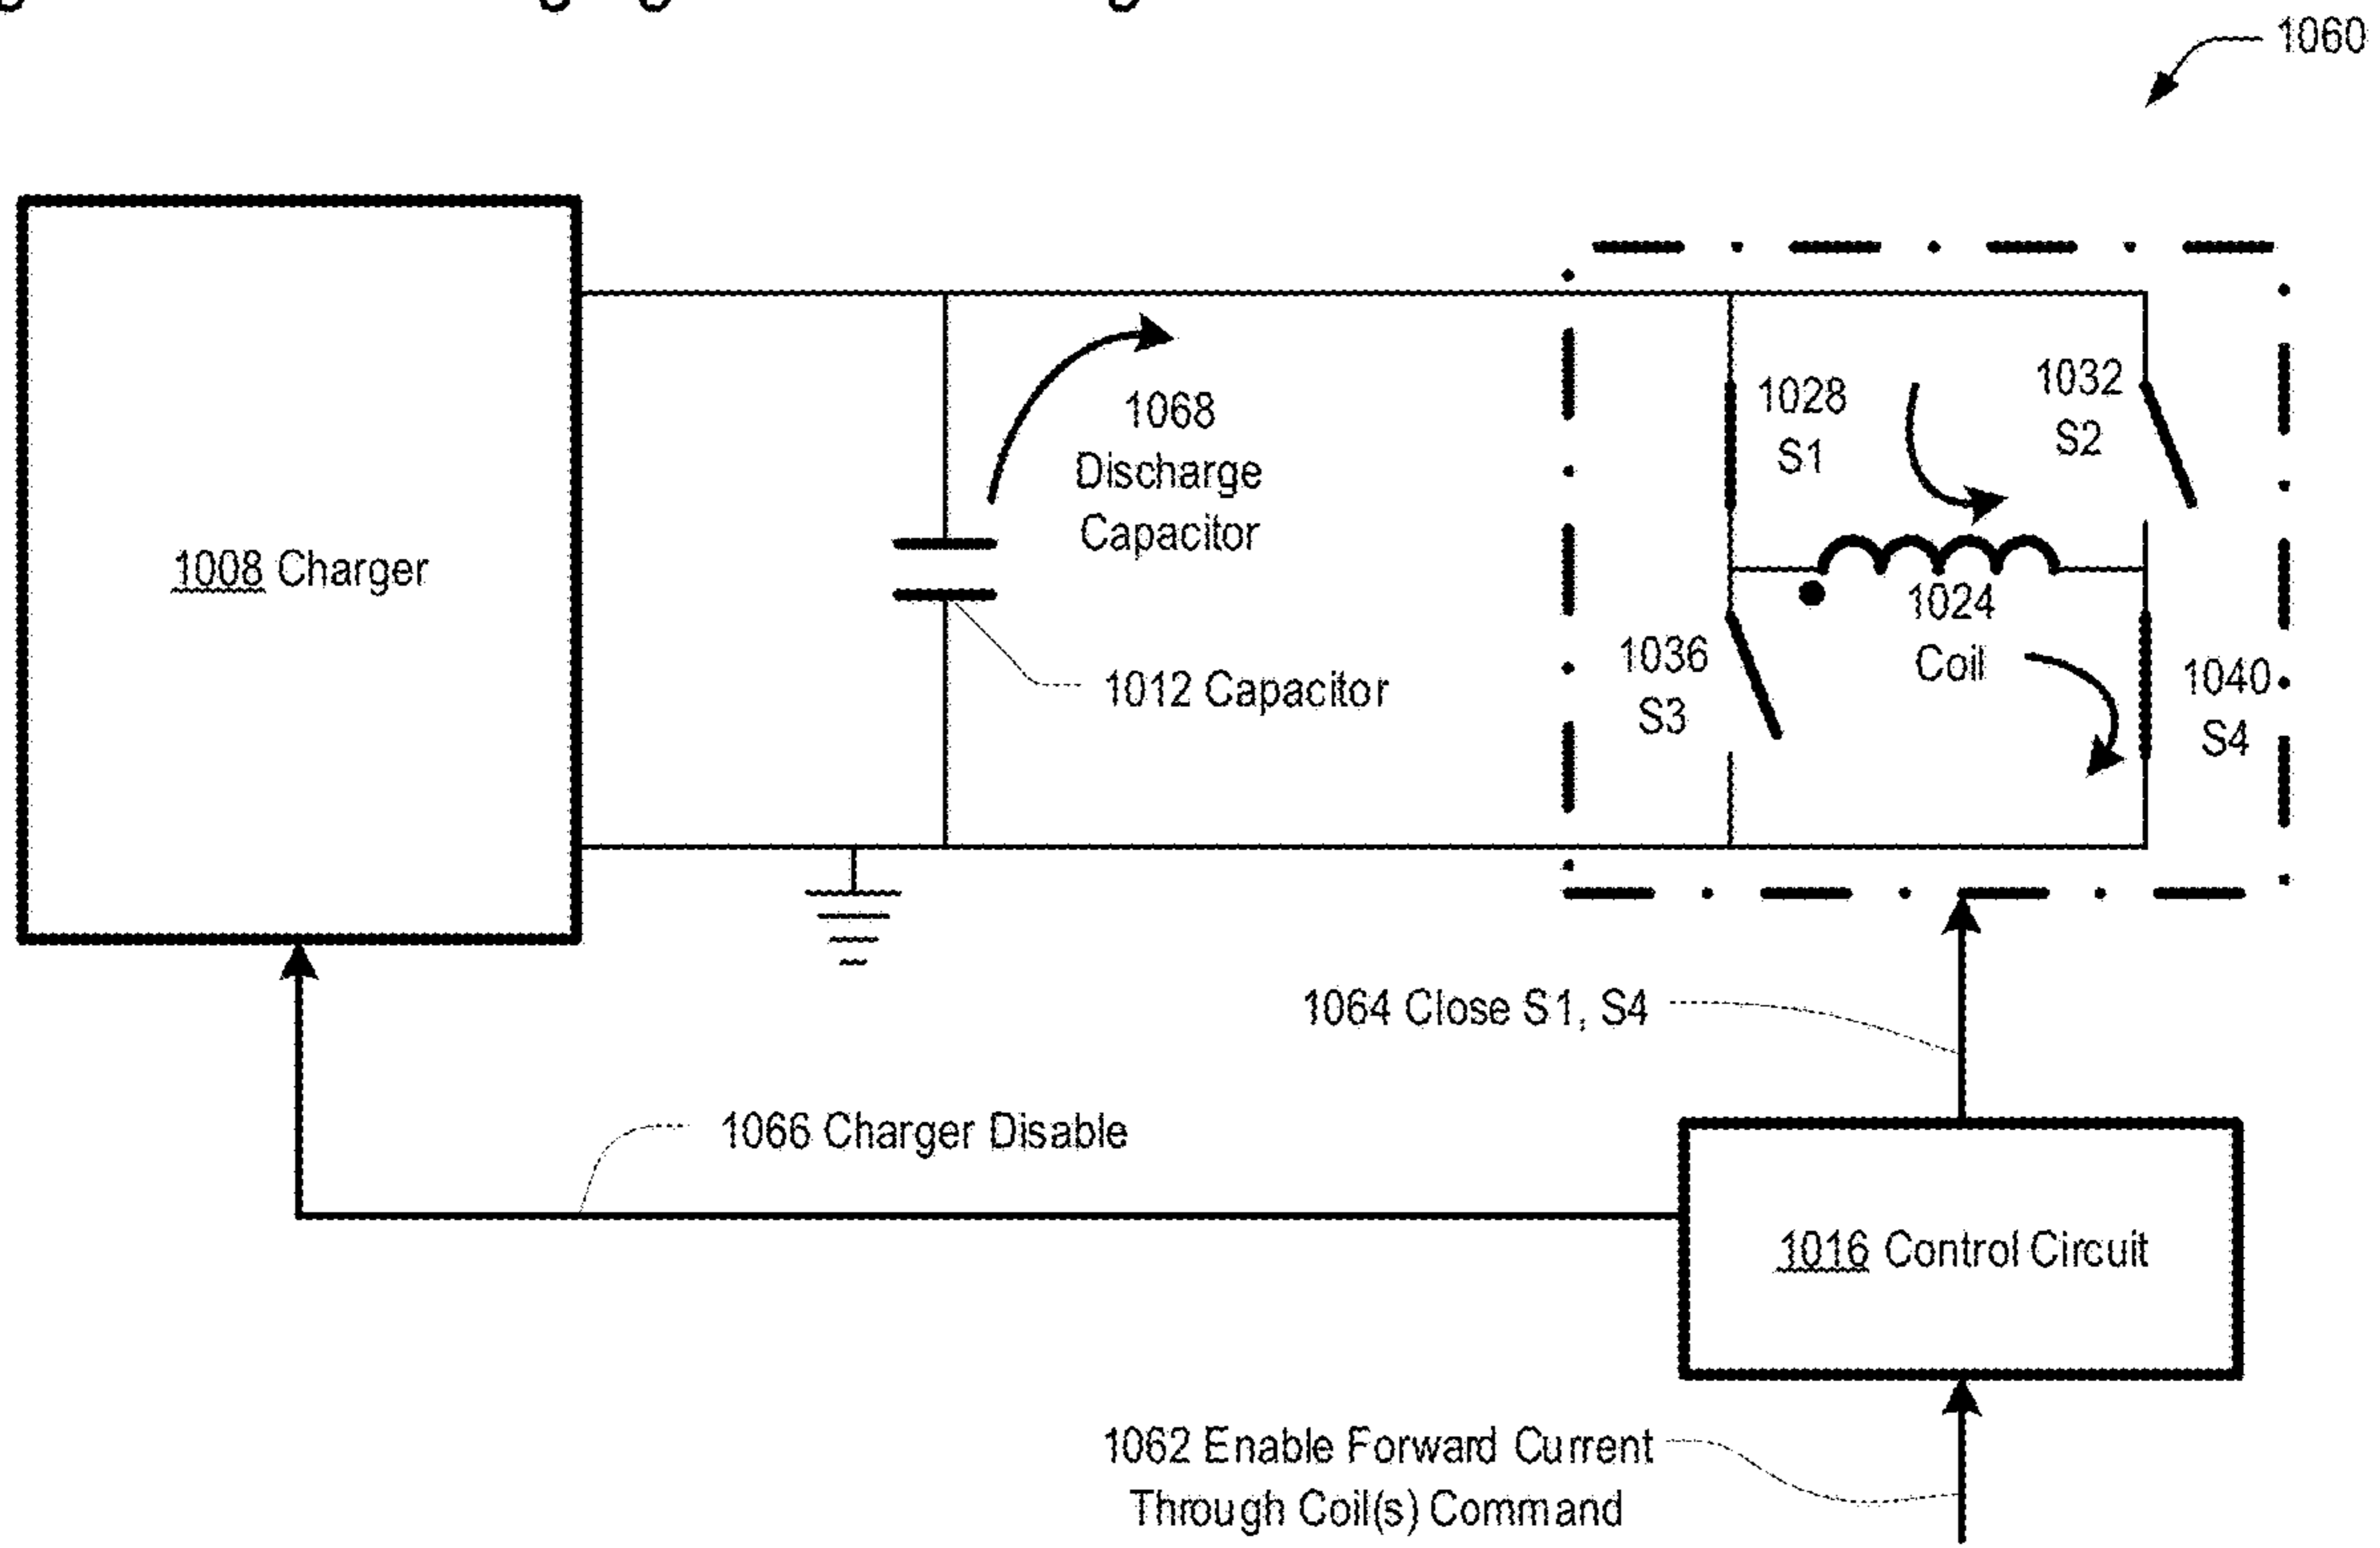 1060
1008 Charger
1068
Discharge
Capacitor
1012 Capacitor
1028
S1
1032
S2
1024
Coil
1036
S3
1040
S4
1064 Close S1, S4
1066 Charger Disable
1016 Control Circuit
1062 Enable Forward Current
Through Coil(s) Command